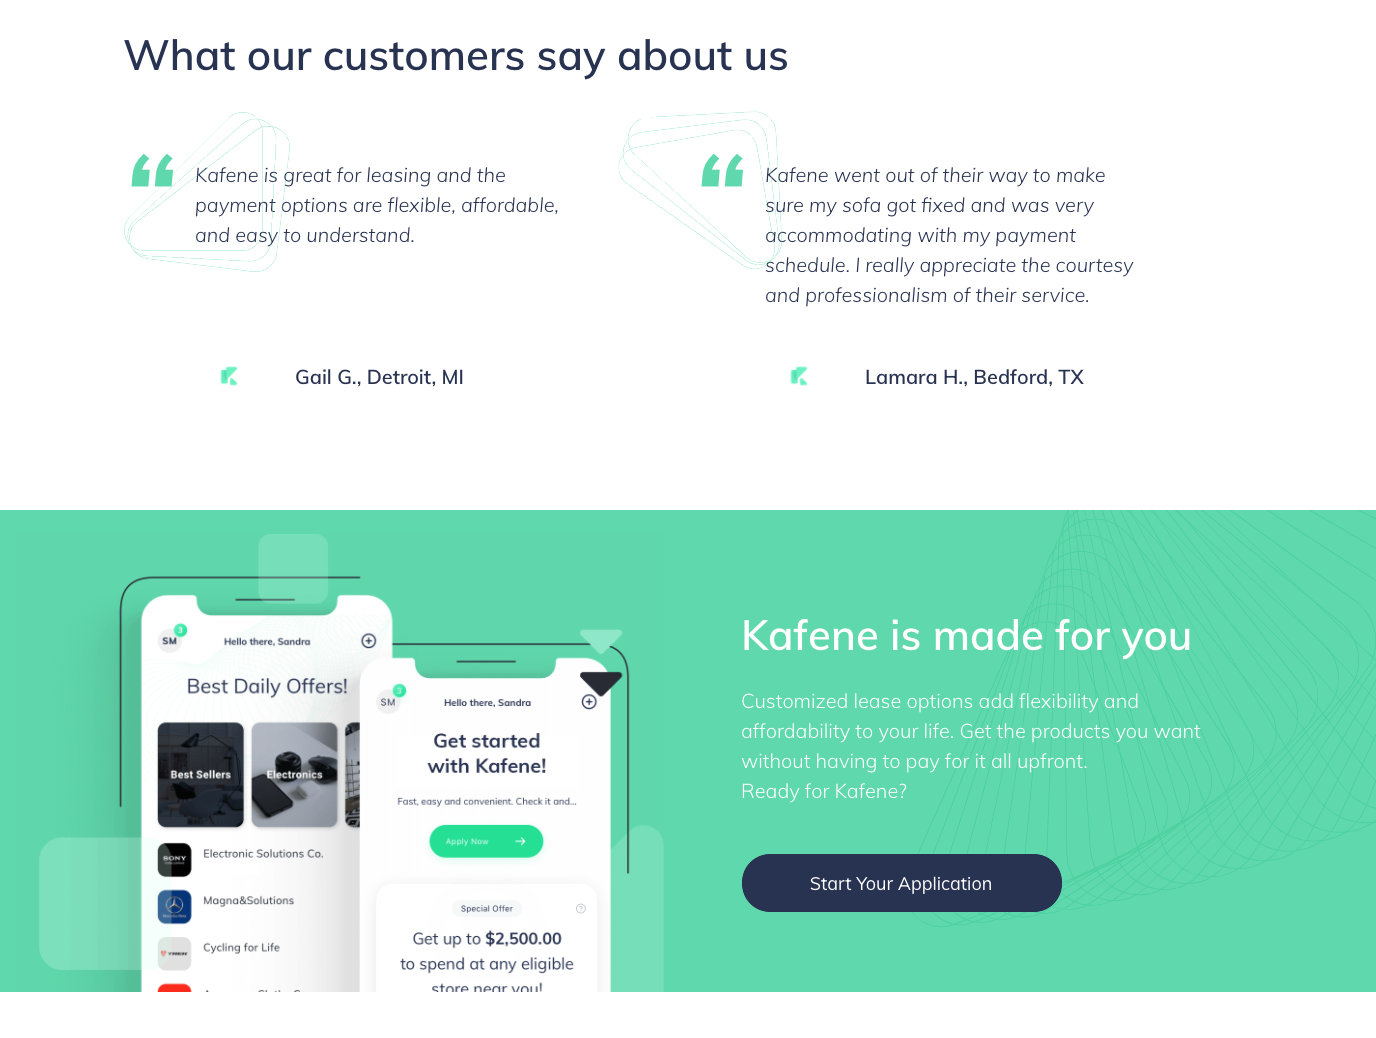 What our customers say about us
Kafene is great for leasing and the
payment options are flexible, affordable,
and easy to understand.
Gail G., Detroit, MI
Kafene went out of their way to make
sure my sofa got fixed and was very
accommodating with my payment
schedule. I really appreciate the courtesy
and professionalism of their service.
Lamara H., Bedford, TX
SM
3
Hello there, Sandra
Best Daily Offers!
Best Sellers
Electronics
SONY
Electronic Solutions Co.
Magna&Solutions
Cycling for Life
SM
3
Hello there, Sandra
Get started
with Kafene!
Fast, easy and convenient. Check it and...
Apply Now
Special Offer
Get up to $2,500.00
to spend at any eligible
store near you!
Kafene is made for you
Customized lease options add flexibility and
affordability to your life. Get the products you want
without having to pay for it all upfront.
Ready for Kafene?
Start Your Application